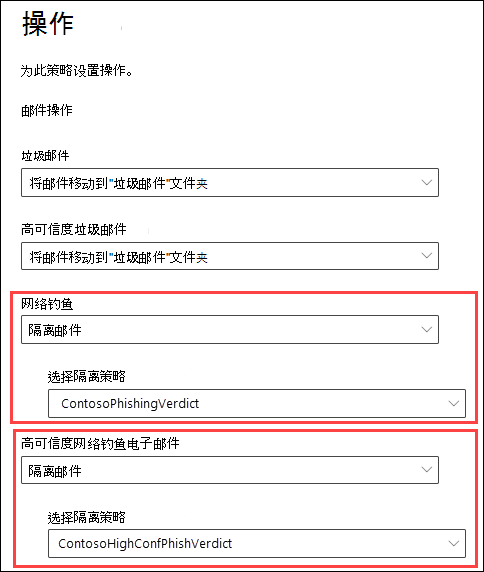 操作
为此策略设置操作。
邮件操作
垃圾邮件
将邮件移动到"垃圾邮件"文件夹
高可信度垃圾邮件
将邮件移动到"垃圾邮件"文件夹
网络钓鱼
隔离邮件
选择隔离策略
ContosoPhishingVerdict
高可信度网络钓鱼电子邮件
隔离邮件
选择隔离策略
ContosoHighConfPhishVerdict